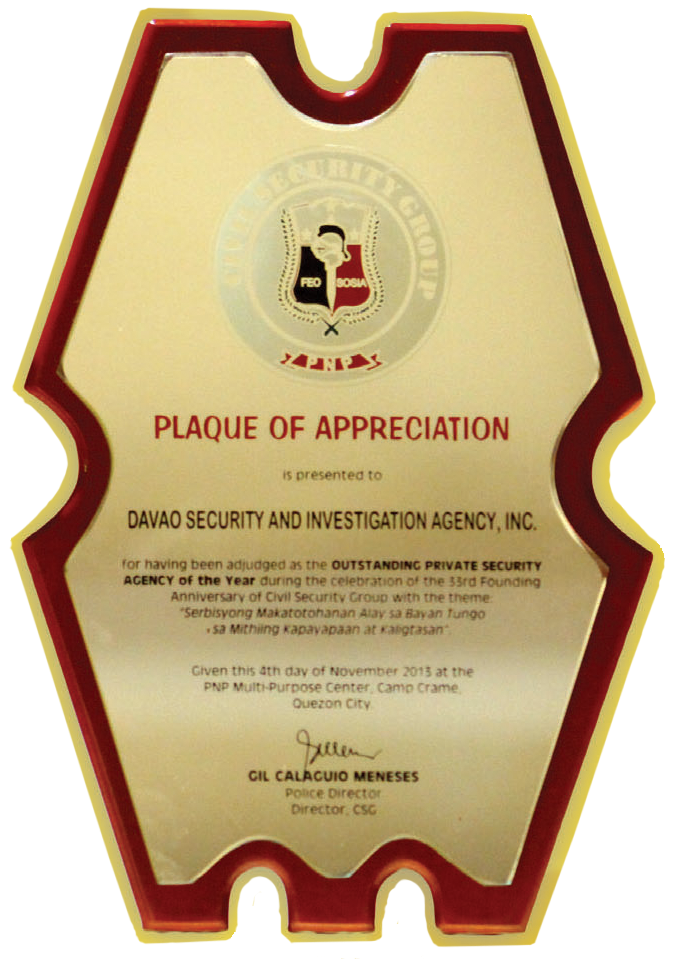 CIVIL SECURITY GROUP
FEO SOSIA
PNP
PLAQUE OF APPRECIATION
is presented to
DAVAO SECURITY AND INVESTIGATION AGENCY, INC.
for having been adjudged as the OUTSTANDING PRIVATE SECURITY
AGENCY of the Year during the celebration of the 33rd Founding
Anniversary of Civil Security Group with the theme:
"Serbisyong Makatotohanan Alay sa Bayan Tungo
sa Mithiing Kapayapaan at Kaligtasan".
Given this 4th day of November 2013 at the
PNP Multi-Purpose Center, Camp Crame,
Quezon City.
GIL CALAGUIO MENESES
Police Director
Director, CSG